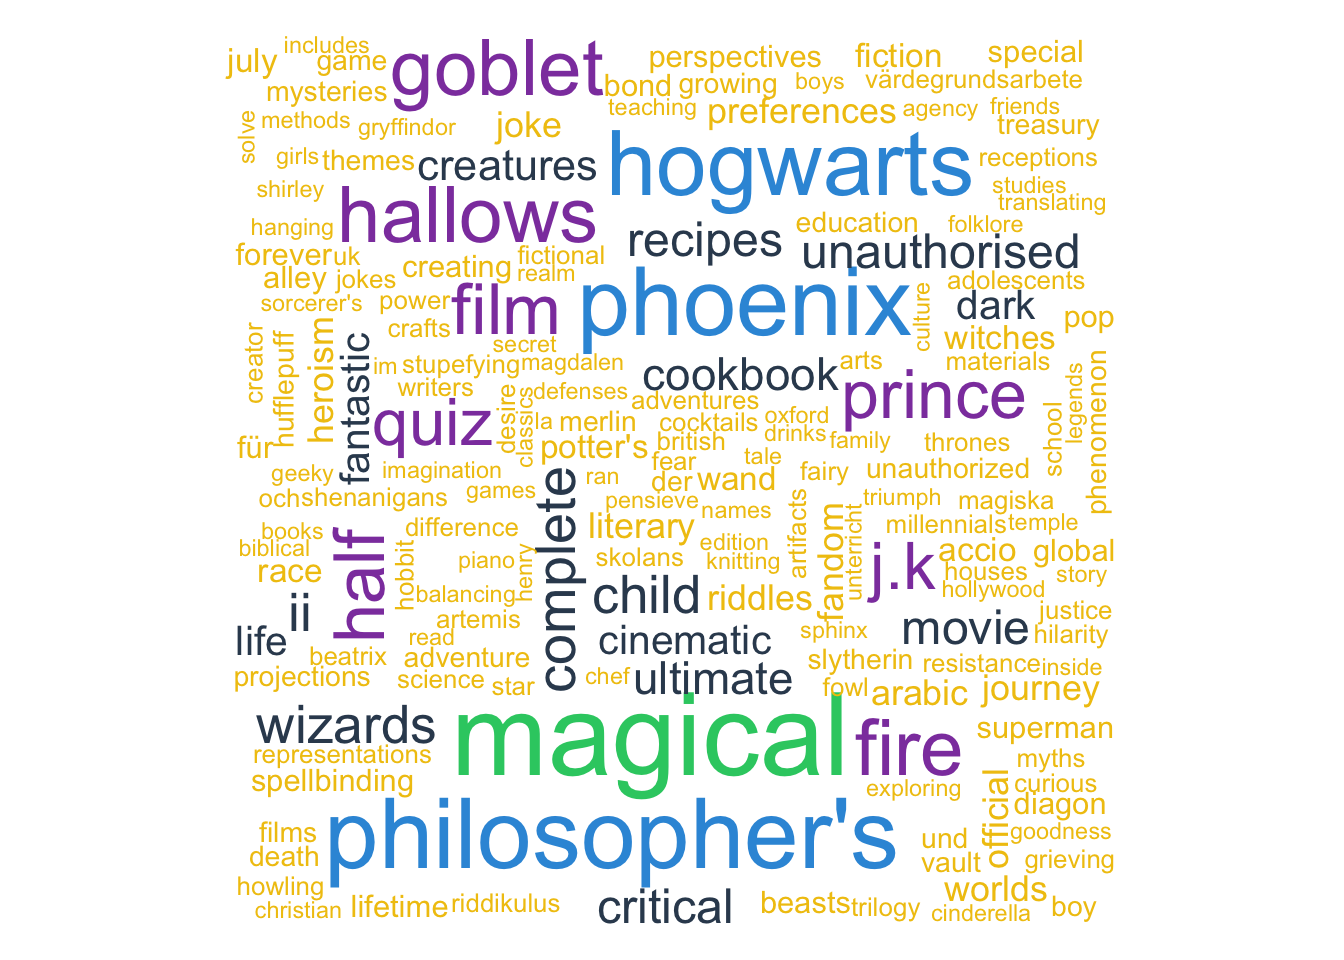 includes
july
game
goblet
perspectives
fiction
special
mysteries
bond
growing
boys
värdegrundsarbete
solve
methods
gryffindor
joke
teaching
preferences
agency
friends
treasury
girls
themes
creatures
hogwarts
receptions
shirley
hallows
studies
translating
hanging
recipes
education
folklore
forever
uk
fictional
unauthorised
alley
jokes
creating
realm
phoenix
adolescents
sorcerer's
power
film
culture
dark
pop
creator
hufflepuff
heroism
fantastic
crafts
secret
witches
im
stupefying
magdalen
cookbook
arts
materials
writers
desire
defenses
adventures
prince
legends
phenomenon
quiz
classics
la
merlin
cocktails
oxford
drinks
für
potter's
british
family
thrones
school
geeky
imagination
fear
tale
fairy
unauthorized
och
shenanigans
games
complete
ran
der
wand
triumph
magiska
books
difference
pensieve
names
artifacts
millennials
temple
biblical
half
literary
edition
fandom
unterricht
race
hobbit
piano
henry
skolans
knitting
j.k
accio
global
houses
story
ii
balancing
child
riddles
hollywood
justice
life
artemis
cinematic
sphinx
movie
hilarity
read
beatrix
adventure
slytherin
resistance
inside
projections
science
star
chef
ultimate
fowl
arabic
journey
wizards
magical
fire
superman
representations
myths
spellbinding
exploring
official
curious
diagon
films
philosopher's
und
goodness
death
vault
grieving
howling
worlds
christian
lifetime
riddikulus
critical
beasts
trilogy
cinderella
boy